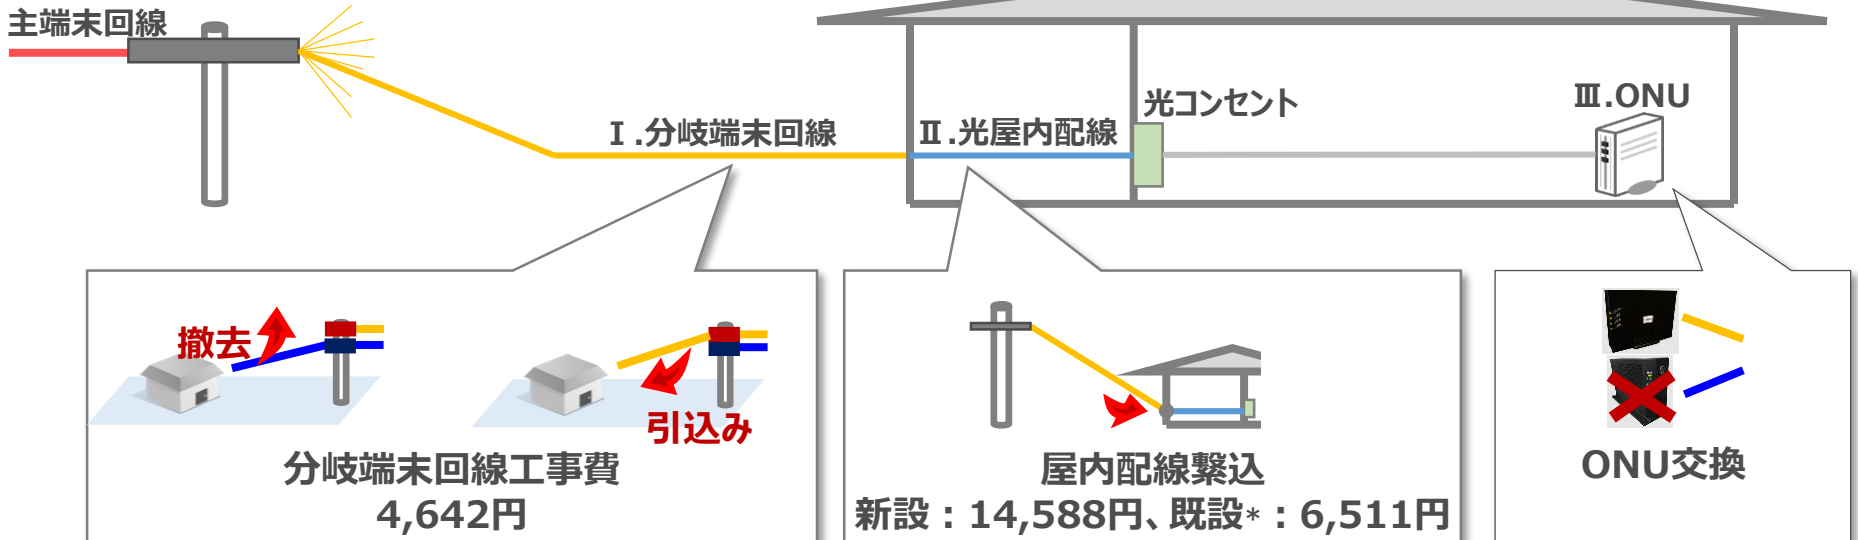 主端末回線
Ⅰ.分岐端末回線
Ⅱ.光屋内配線
光コンセント
Ⅲ.ONU
撤去
引込み
分岐端末回線工事費
4,642円
屋内配線繋込
新設：14,588円、既設*：6,511円
ONU交換